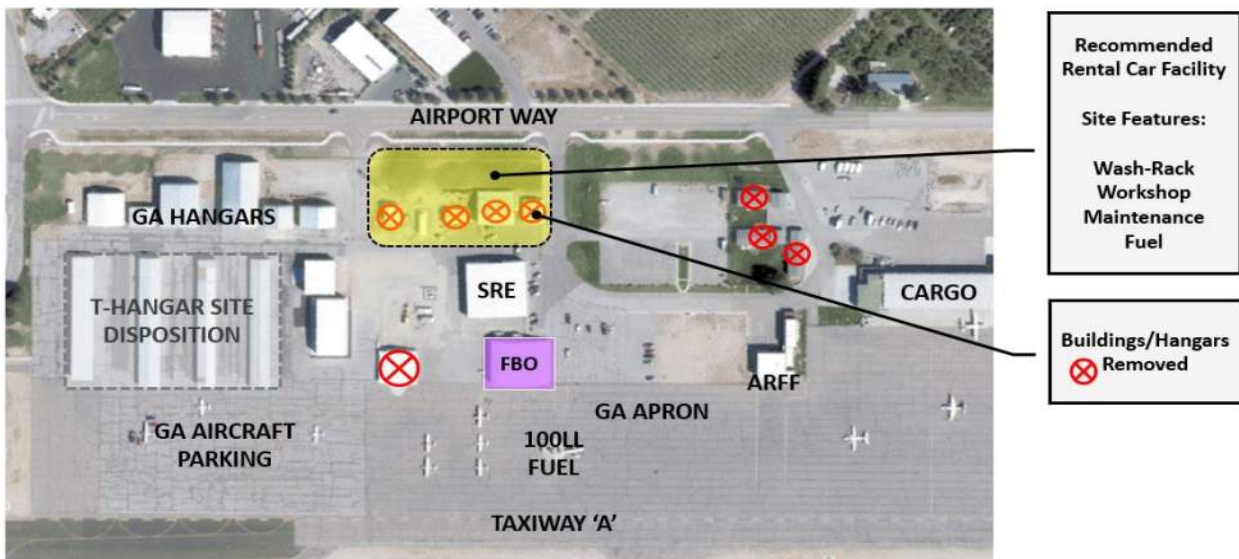 AIRPORT WAY
GA HANGARS
T-HANGAR SITE
DISPOSITION
SRE
FBO
CARGO
ARFF
GA APRON
GA AIRCRAFT
PARKING
100LL
FUEL
TAXIWAY ‘A’
Recommended
Rental Car Facility
Site Features:
Wash-Rack
Workshop
Maintenance
Fuel
Buildings/Hangars
Removed